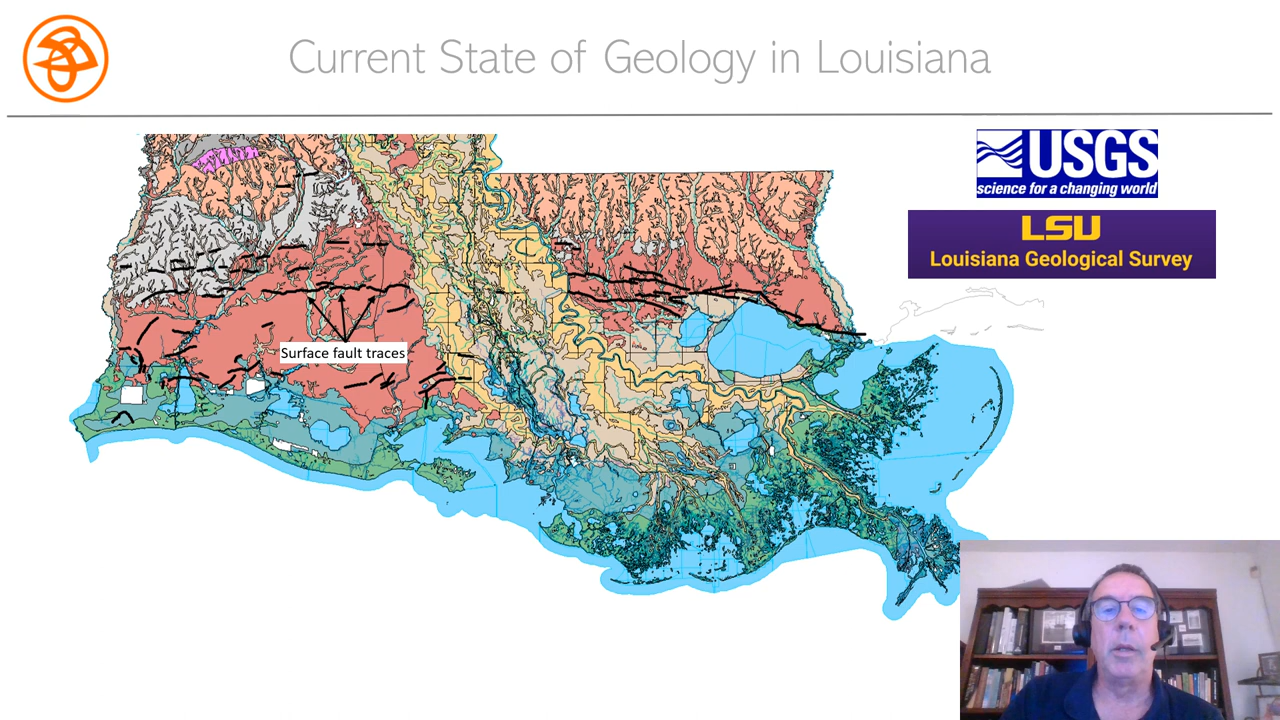 Current State of Geology in Louisiana
USGS
science for a changing world
LSU
Louisiana Geological Survey
Surface fault traces